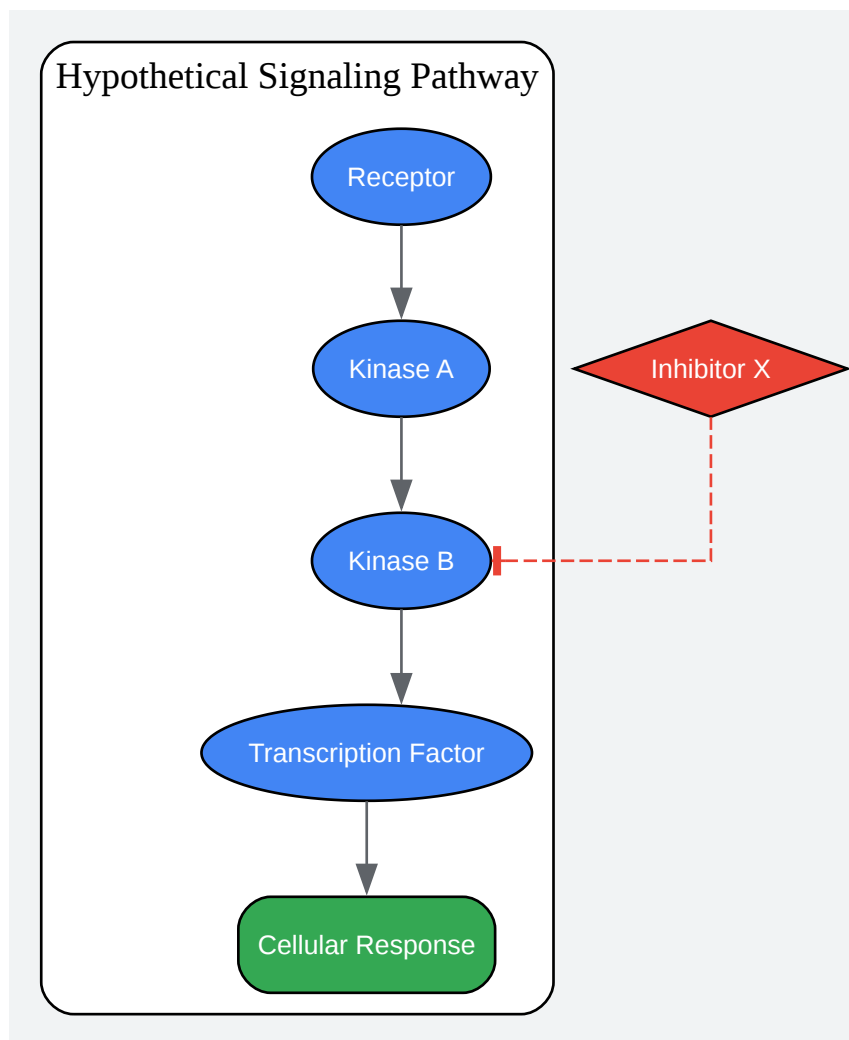 Hypothetical Signaling Pathway
Receptor
Kinase A
Inhibitor X
Kinase B
Transcription Factor
Cellular Response